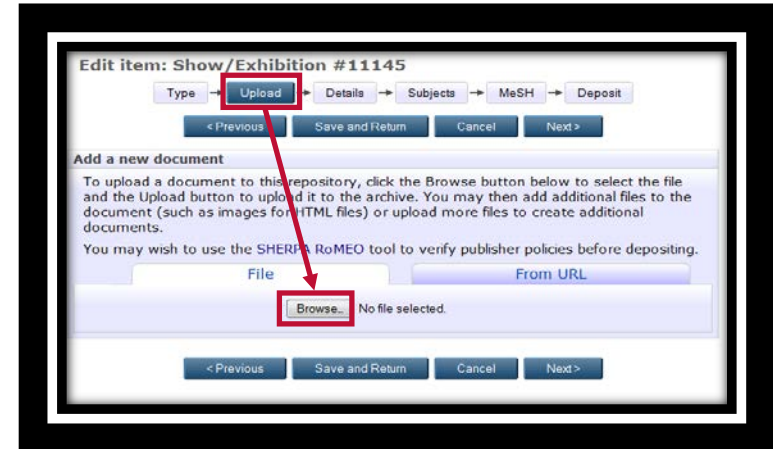 Edit item: Show/Exhibition #11145
Type → Upload → Details → Subjects → MeSH → Deposit
< Previous Save and Return Cancel Next >
Add a new document
To upload a document to this repository, click the Browse button below to select the file
and the Upload button to upload it to the archive. You may then add additional files to the
document (such as images for HTML files) or upload more files to create additional
documents.
You may wish to use the SHERPA RoMEO tool to verify publisher policies before depositing.
File From URL
Browse... No file selected.
< Previous Save and Return Cancel Next >